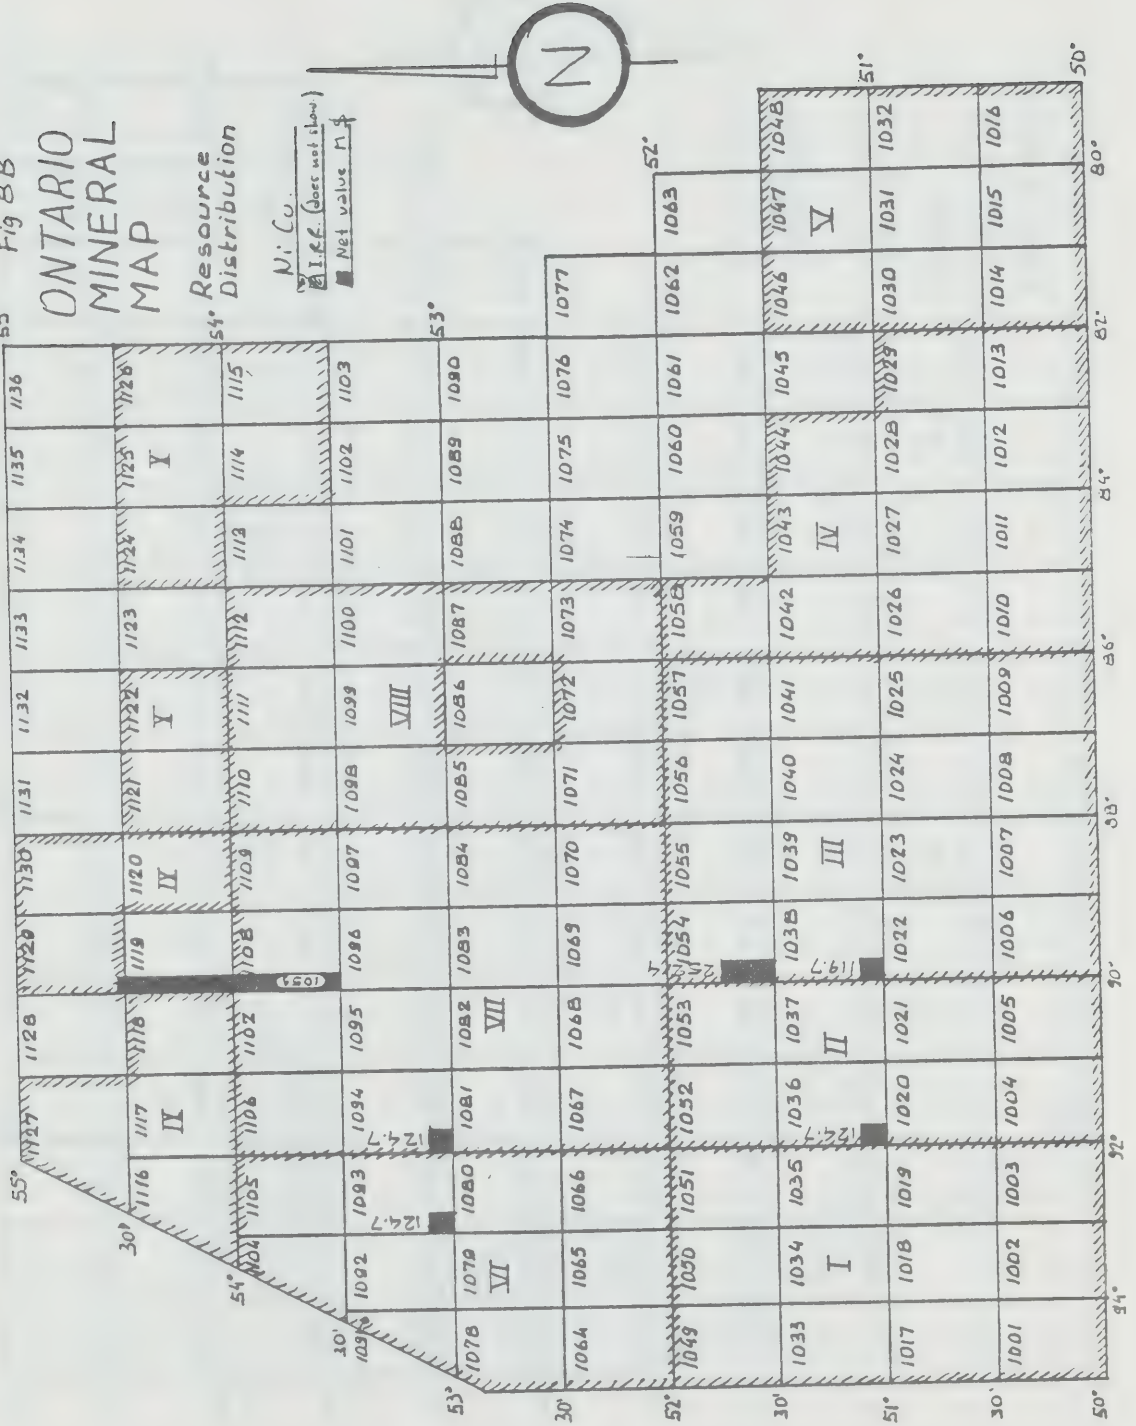 Fig 8B
ONTARIO
MINERAL
MAP
Resource
Distribution
Ni Cu.
I.R.R. (does not show)
Net value M $
N
55°
1127 1128 1129 1130 1131 1132 1133 1134 1135 1136
30'
1116 1117 1118 1119 1120 1121 1122 1123 1124 1125 1126
IX IX X X
54° 54°
1104 1105 1106 1107 1108 1109 1110 1111 1112 1113 1114 1115
1054
30'
1091 1092 1093 1094 1095 1096 1097 1098 1099 1100 1101 1102 1103
VIII
124.7 124.7
53° 53°
1078 1079 1080 1081 1082 1083 1084 1085 1086 1087 1088 1089 1090
VI VII
30'
1064 1065 1066 1067 1068 1069 1070 1071 1072 1073 1074 1075 1076 1077
52° 52°
1049 1050 1051 1052 1053 1054 1055 1056 1057 1058 1059 1060 1061 1062 1063
30'
1033 1034 1035 1036 1037 1038 1039 1040 1041 1042 1043 1044 1045 1046 1047 1048
I II III IV V
124.7 119.7
51° 51°
1017 1018 1019 1020 1021 1022 1023 1024 1025 1026 1027 1028 1029 1030 1031 1032
30'
1001 1002 1003 1004 1005 1006 1007 1008 1009 1010 1011 1012 1013 1014 1015 1016
50° 50°
94° 92° 90° 88° 86° 84° 82° 80°